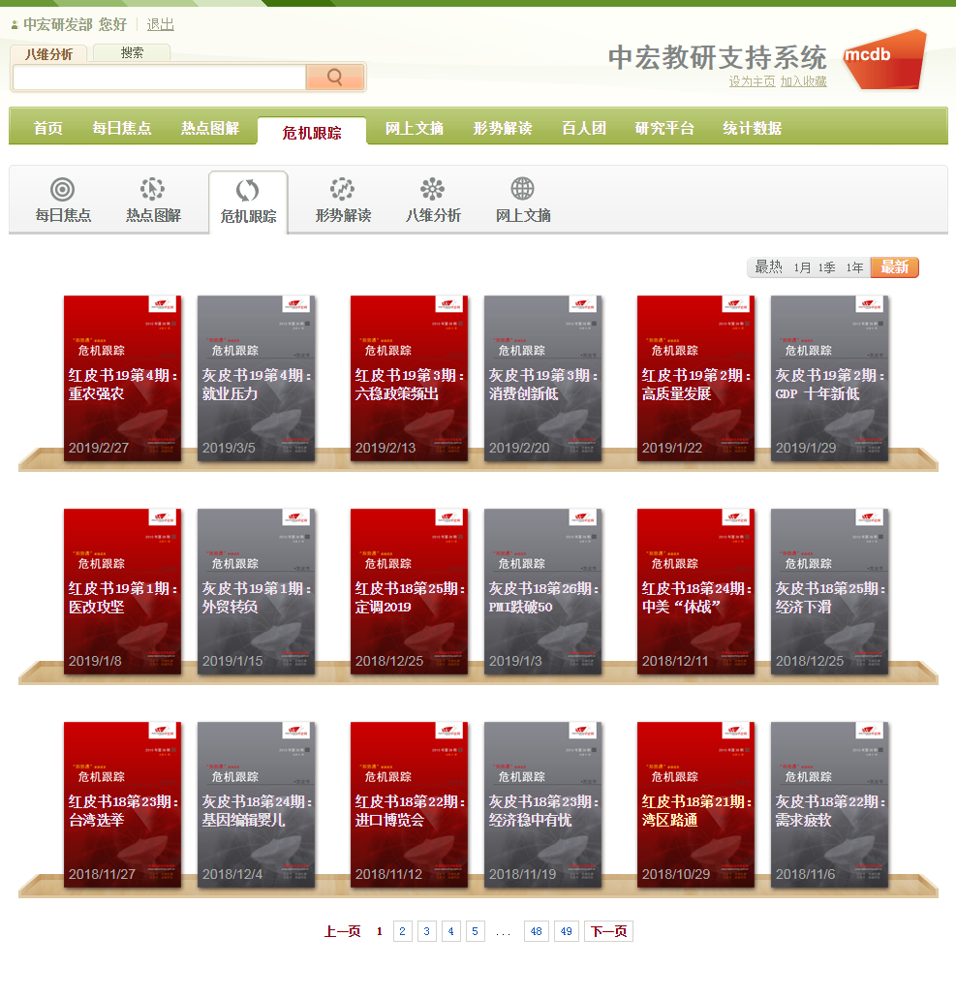 中宏研发部 您好 退出
八维分析 搜索
中宏教研支持系统
mcdb
设为主页 加入收藏
首页 每日焦点 热点图解 危机跟踪 网上文摘 形势解读 百人团 研究平台 统计数据
每日焦点 热点图解 危机跟踪 形势解读 八维分析 网上文摘
最热 1月 1季 1年 最新
危机跟踪
红皮书19第4期：
重农强农
2019/2/27
危机跟踪
灰皮书19第4期：
就业压力
2019/3/5
危机跟踪
红皮书19第3期：
六稳政策频出
2019/2/13
危机跟踪
灰皮书19第3期：
消费创新低
2019/2/20
危机跟踪
红皮书19第2期：
高质量发展
2019/1/22
危机跟踪
灰皮书19第2期：
GDP 十年新低
2019/1/29
危机跟踪
红皮书19第1期：
医改攻坚
2019/1/8
危机跟踪
灰皮书19第1期：
外贸转负
2019/1/15
危机跟踪
红皮书18第25期：
定调2019
2018/12/25
危机跟踪
灰皮书18第26期：
PMI跌破50
2019/1/3
危机跟踪
红皮书18第24期：
中美“休战”
2018/12/11
危机跟踪
灰皮书18第25期：
经济下滑
2018/12/25
危机跟踪
红皮书18第23期：
台湾选举
2018/11/27
危机跟踪
灰皮书18第24期：
基因编辑婴儿
2018/12/4
危机跟踪
红皮书18第22期：
进口博览会
2018/11/12
危机跟踪
灰皮书18第23期：
经济稳中有忧
2018/11/19
危机跟踪
红皮书18第21期：
湾区路通
2018/10/29
危机跟踪
灰皮书18第22期：
需求疲软
2018/11/6
上一页 1 2 3 4 5 ... 48 49 下一页